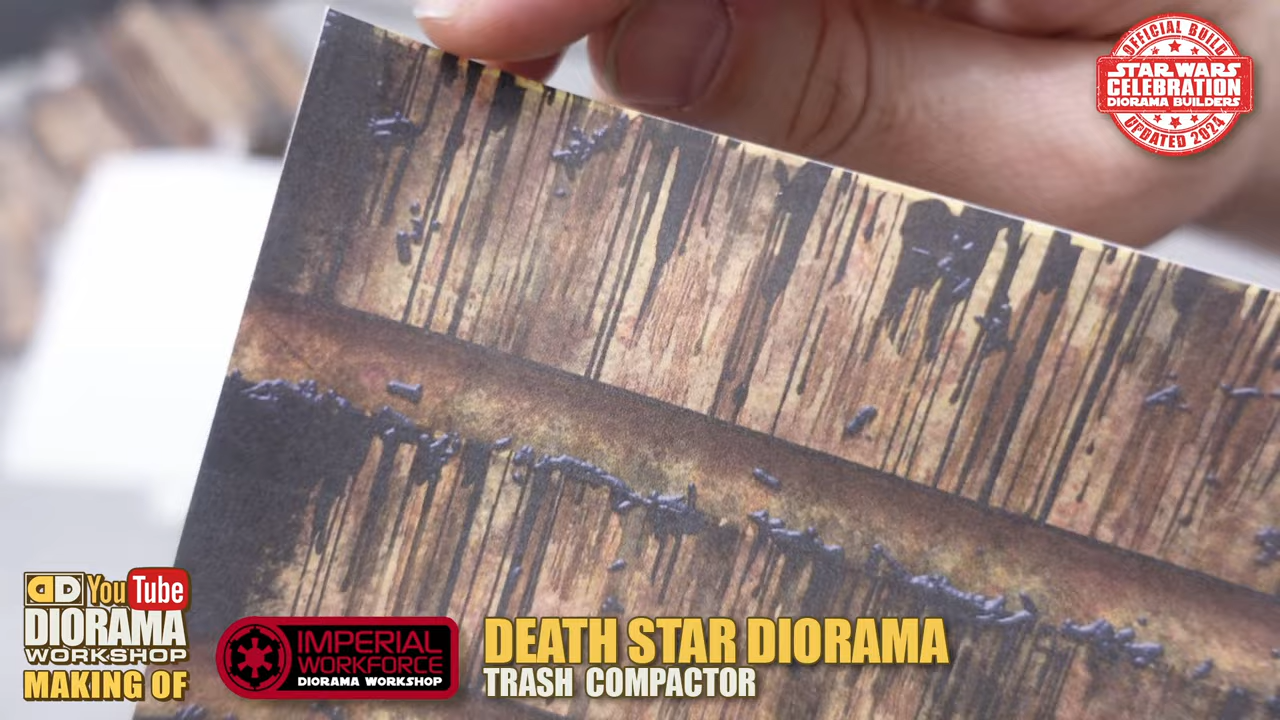 OFFICIAL BUILD
STAR WARS
CELEBRATION
DIORAMA BUILDERS
UPDATED 2024
DD YouTube
DIORAMA
WORKSHOP
MAKING OF
IMPERIAL
WORKFORCE
DIORAMA WORKSHOP
DEATH STAR DIORAMA
TRASH COMPACTOR